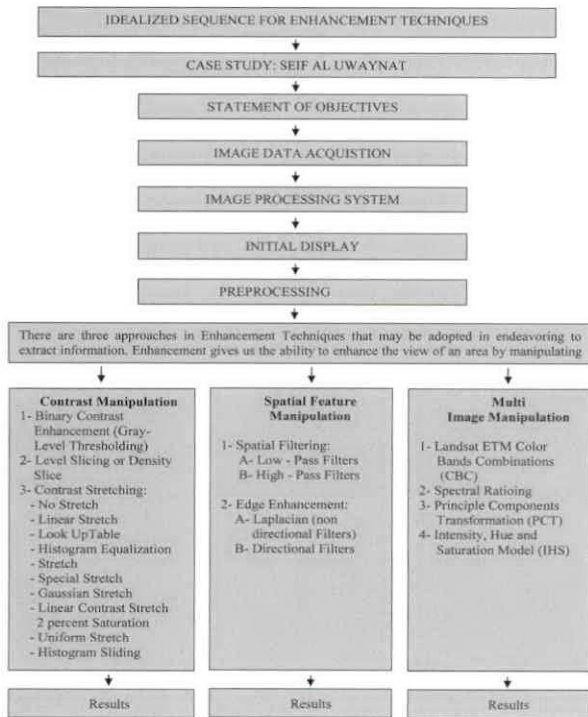 IDEALIZED SEQUENCE FOR ENHANCEMENT TECHNIQUES
CASE STUDY: SEIF AL UWAYNAT
STATEMENT OF OBJECTIVES
IMAGE DATA ACQUISTION
IMAGE PROCESSING SYSTEM
INITIAL DISPLAY
PREPROCESSING
There are three approaches in Enhancement Techniques that may be adopted in endeavoring to
extract information. Enhancement gives us the ability to enhance the view of an area by manipulating
Contrast Manipulation
1- Binary Contrast
Enhancement (Gray-
Level Thresholding)
2- Level Slicing or Density
Slice
3- Contrast Stretching:
- No Stretch
- Linear Stretch
- Look UpTable
- Histogram Equalization
- Stretch
- Special Stretch
- Gaussian Stretch
- Linear Contrast Stretch
2 percent Saturation
- Uniform Stretch
- Histogram Sliding
Spatial Feature
Manipulation
1- Spatial Filtering:
A- Low - Pass Filters
B- High - Pass Filters
2- Edge Enhancement:
A- Laplacian (non
directional Filters)
B- Directional Filters
Multi
Image Manipulation
1- Landsat ETM Color
Bands Combinations
(CBC)
2- Spectral Ratioing
3- Principle Components
Transformation (PCT)
4- Intensity, Hue and
Saturation Model (IHS)
Results
Results
Results